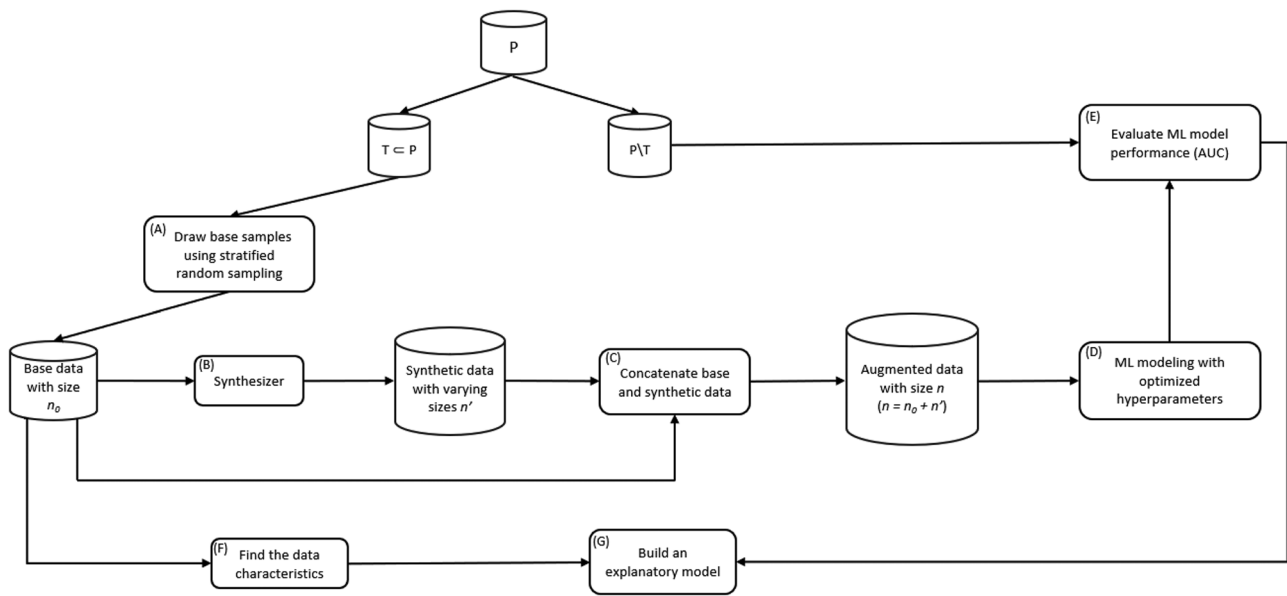 P
T ⊂ P
P\T
(E)
Evaluate ML model
performance (AUC)
(A)
Draw base samples
using stratified
random sampling
Base data
with size
n₀
(B)
Synthesizer
Synthetic data
with varying
sizes n′
(C)
Concatenate base
and synthetic data
Augmented data
with size n
(n = n₀ + n′)
(D)
ML modeling with
optimized
hyperparameters
(F)
Find the data
characteristics
(G)
Build an
explanatory model